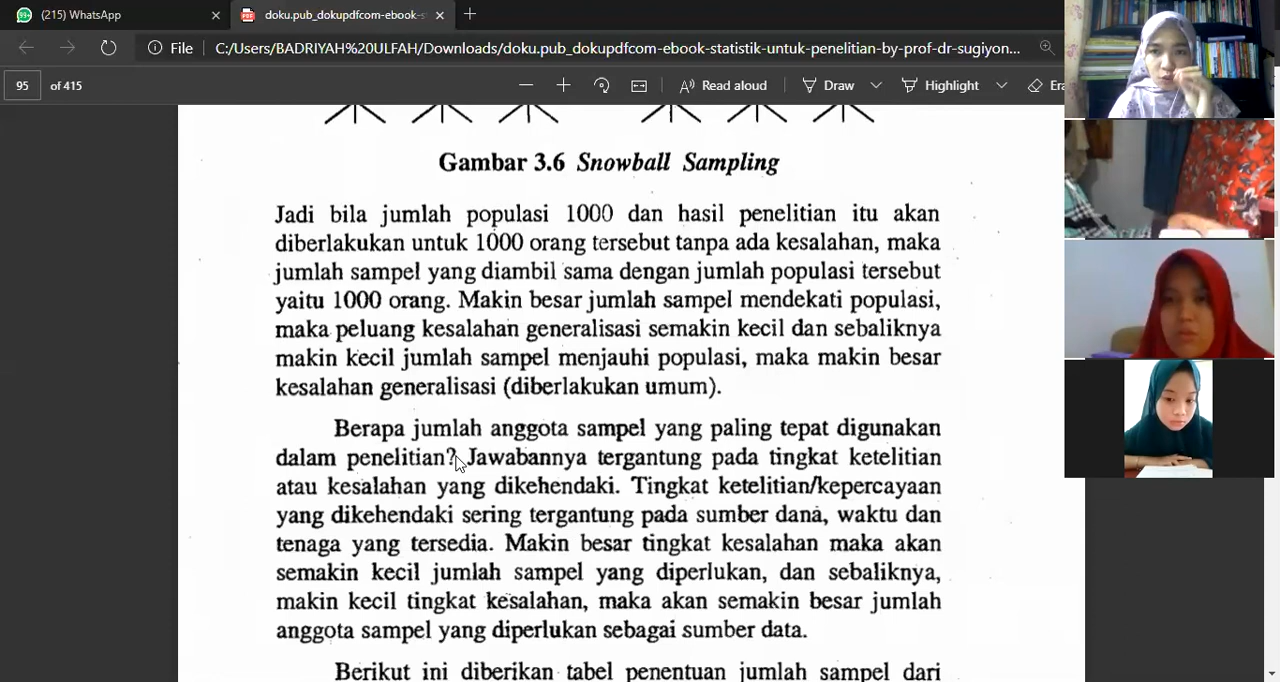 99+ (215) WhatsApp
PDF doku.pub_dokupdfcom-ebook-s
File C:/Users/BADRIYAH%20ULFAH/Downloads/doku.pub_dokupdfcom-ebook-statistik-untuk-penelitian-by-prof-dr-sugiyon...
95 of 415 Read aloud Draw Highlight Era
Gambar 3.6 Snowball Sampling
Jadi bila jumlah populasi 1000 dan hasil penelitian itu akan
diberlakukan untuk 1000 orang tersebut tanpa ada kesalahan, maka
jumlah sampel yang diambil sama dengan jumlah populasi tersebut
yaitu 1000 orang. Makin besar jumlah sampel mendekati populasi,
maka peluang kesalahan generalisasi semakin kecil dan sebaliknya
makin kecil jumlah sampel menjauhi populasi, maka makin besar
kesalahan generalisasi (diberlakukan umum).
Berapa jumlah anggota sampel yang paling tepat digunakan
dalam penelitian? Jawabannya tergantung pada tingkat ketelitian
atau kesalahan yang dikehendaki. Tingkat ketelitian/kepercayaan
yang dikehendaki sering tergantung pada sumber dana, waktu dan
tenaga yang tersedia. Makin besar tingkat kesalahan maka akan
semakin kecil jumlah sampel yang diperlukan, dan sebaliknya,
makin kecil tingkat kesalahan, maka akan semakin besar jumlah
anggota sampel yang diperlukan sebagai sumber data.
Berikut ini diberikan tabel penentuan jumlah sampel dari